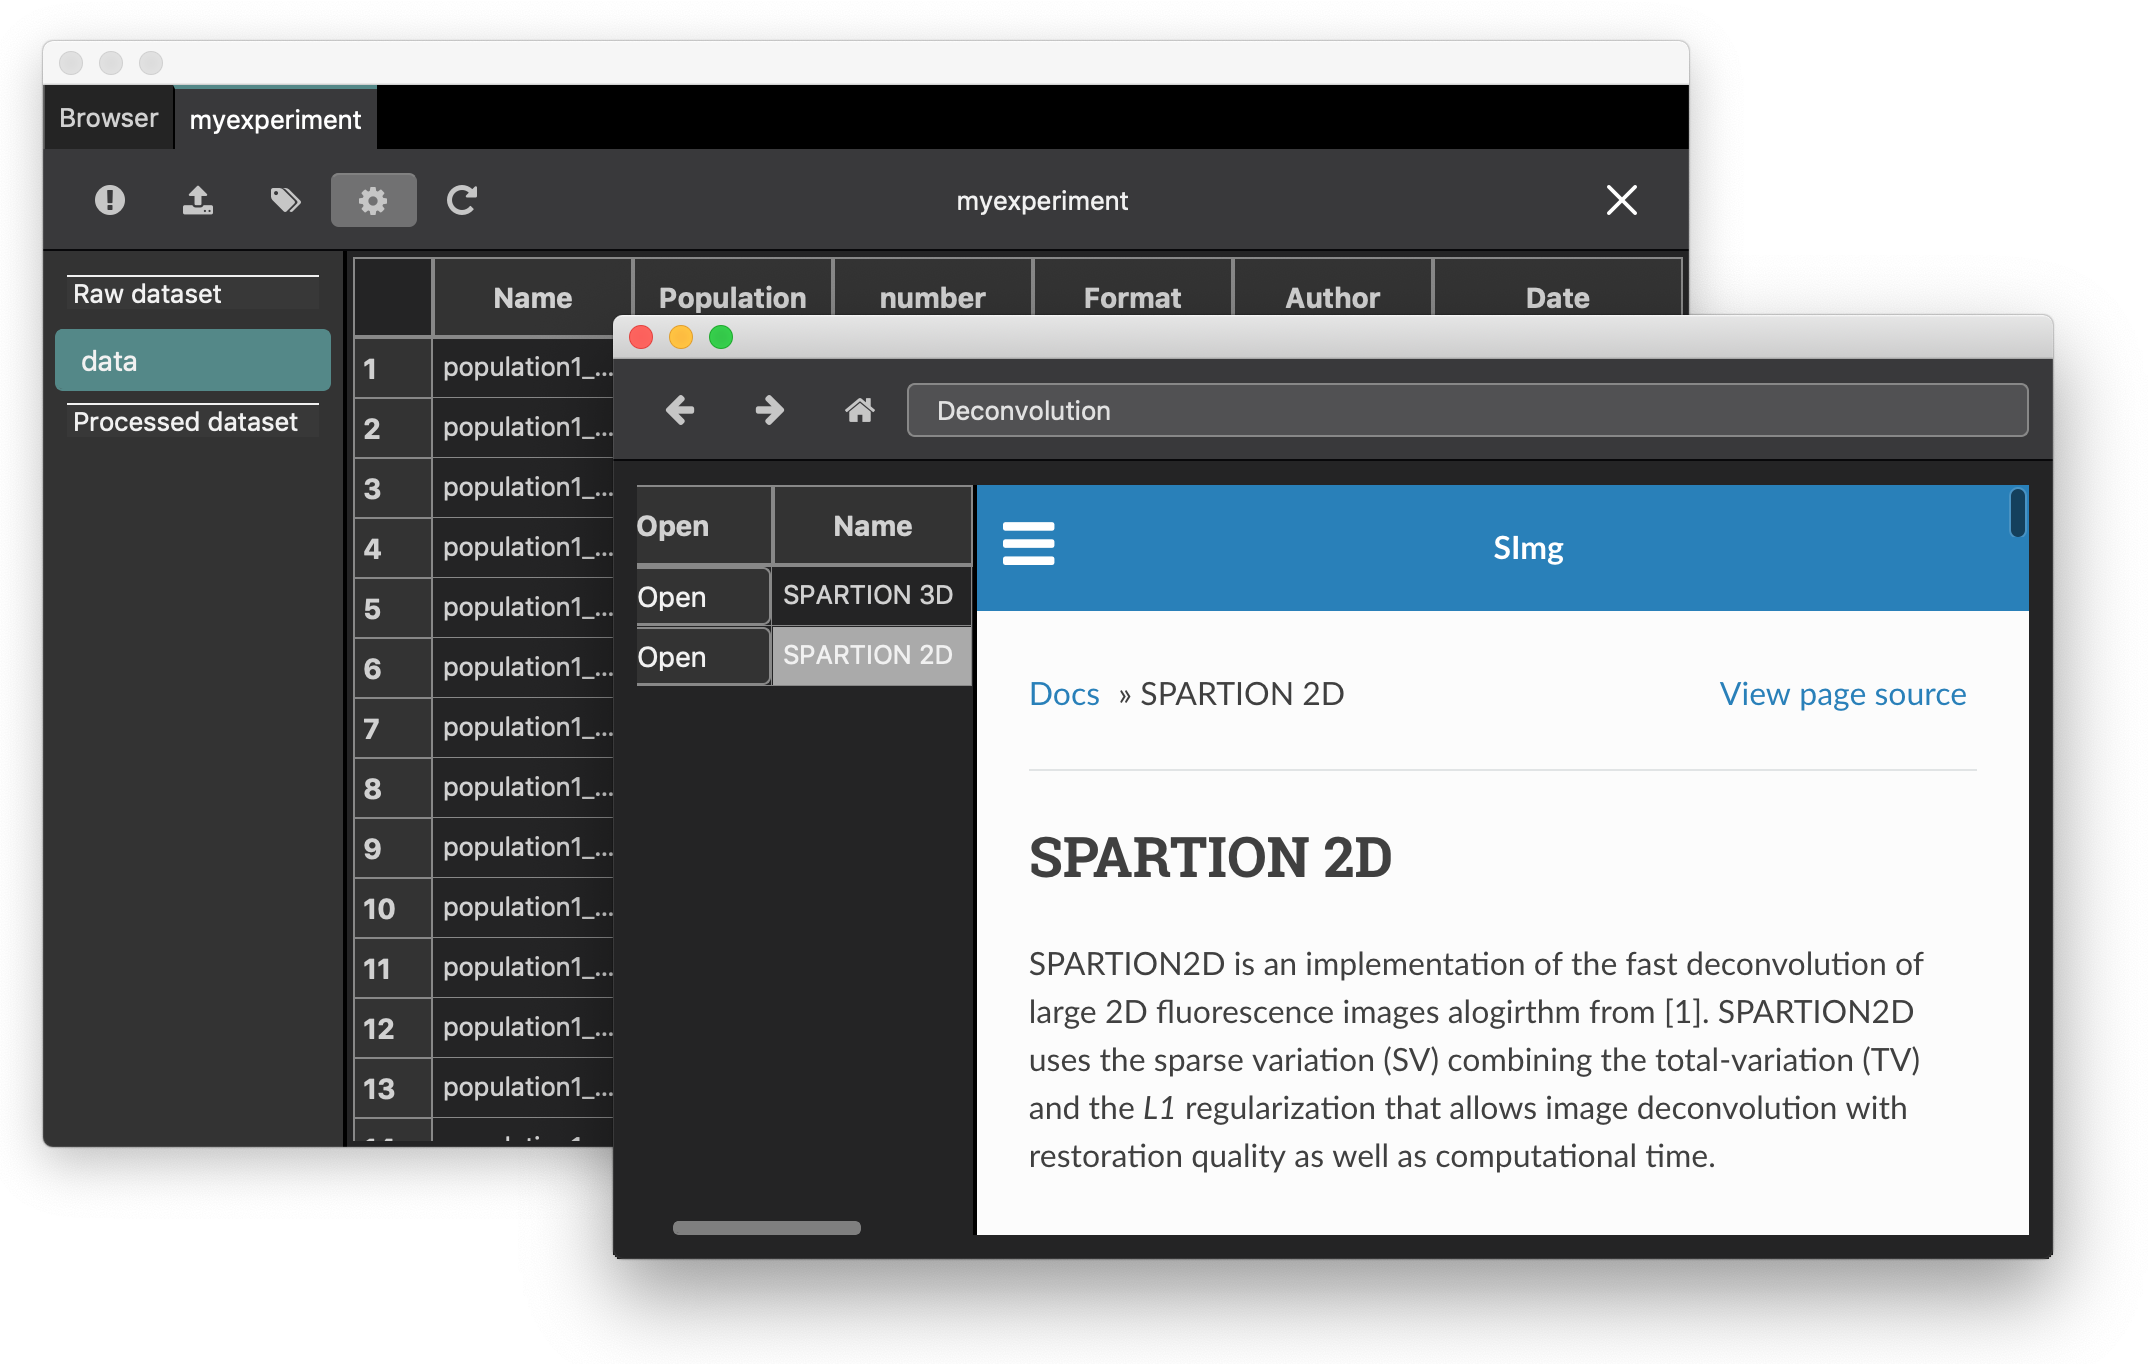 Browser
myexperiment
myexperiment
Raw dataset
data
Processed dataset
Name Population number Format Author Date
1 population1_...
2 population1_...
3 population1_...
4 population1_...
5 population1_...
6 population1_...
7 population1_...
8 population1_...
9 population1_...
10 population1_...
11 population1_...
12 population1_...
13 population1_...
Deconvolution
Open Name
Open SPARTION 3D
Open SPARTION 2D
SImg
Docs » SPARTION 2D
View page source
SPARTION 2D
SPARTION2D is an implementation of the fast deconvolution of
large 2D fluorescence images alogirthm from [1]. SPARTION2D
uses the sparse variation (SV) combining the total-variation (TV)
and the L1 regularization that allows image deconvolution with
restoration quality as well as computational time.